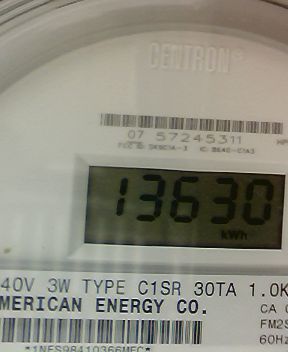 CENTRON®
07 57245311
13630
kWh
40V 3W TYPE C1SR 30TA 1.0K
MERICAN ENERGY CO.
CA
FM2S
60Hz